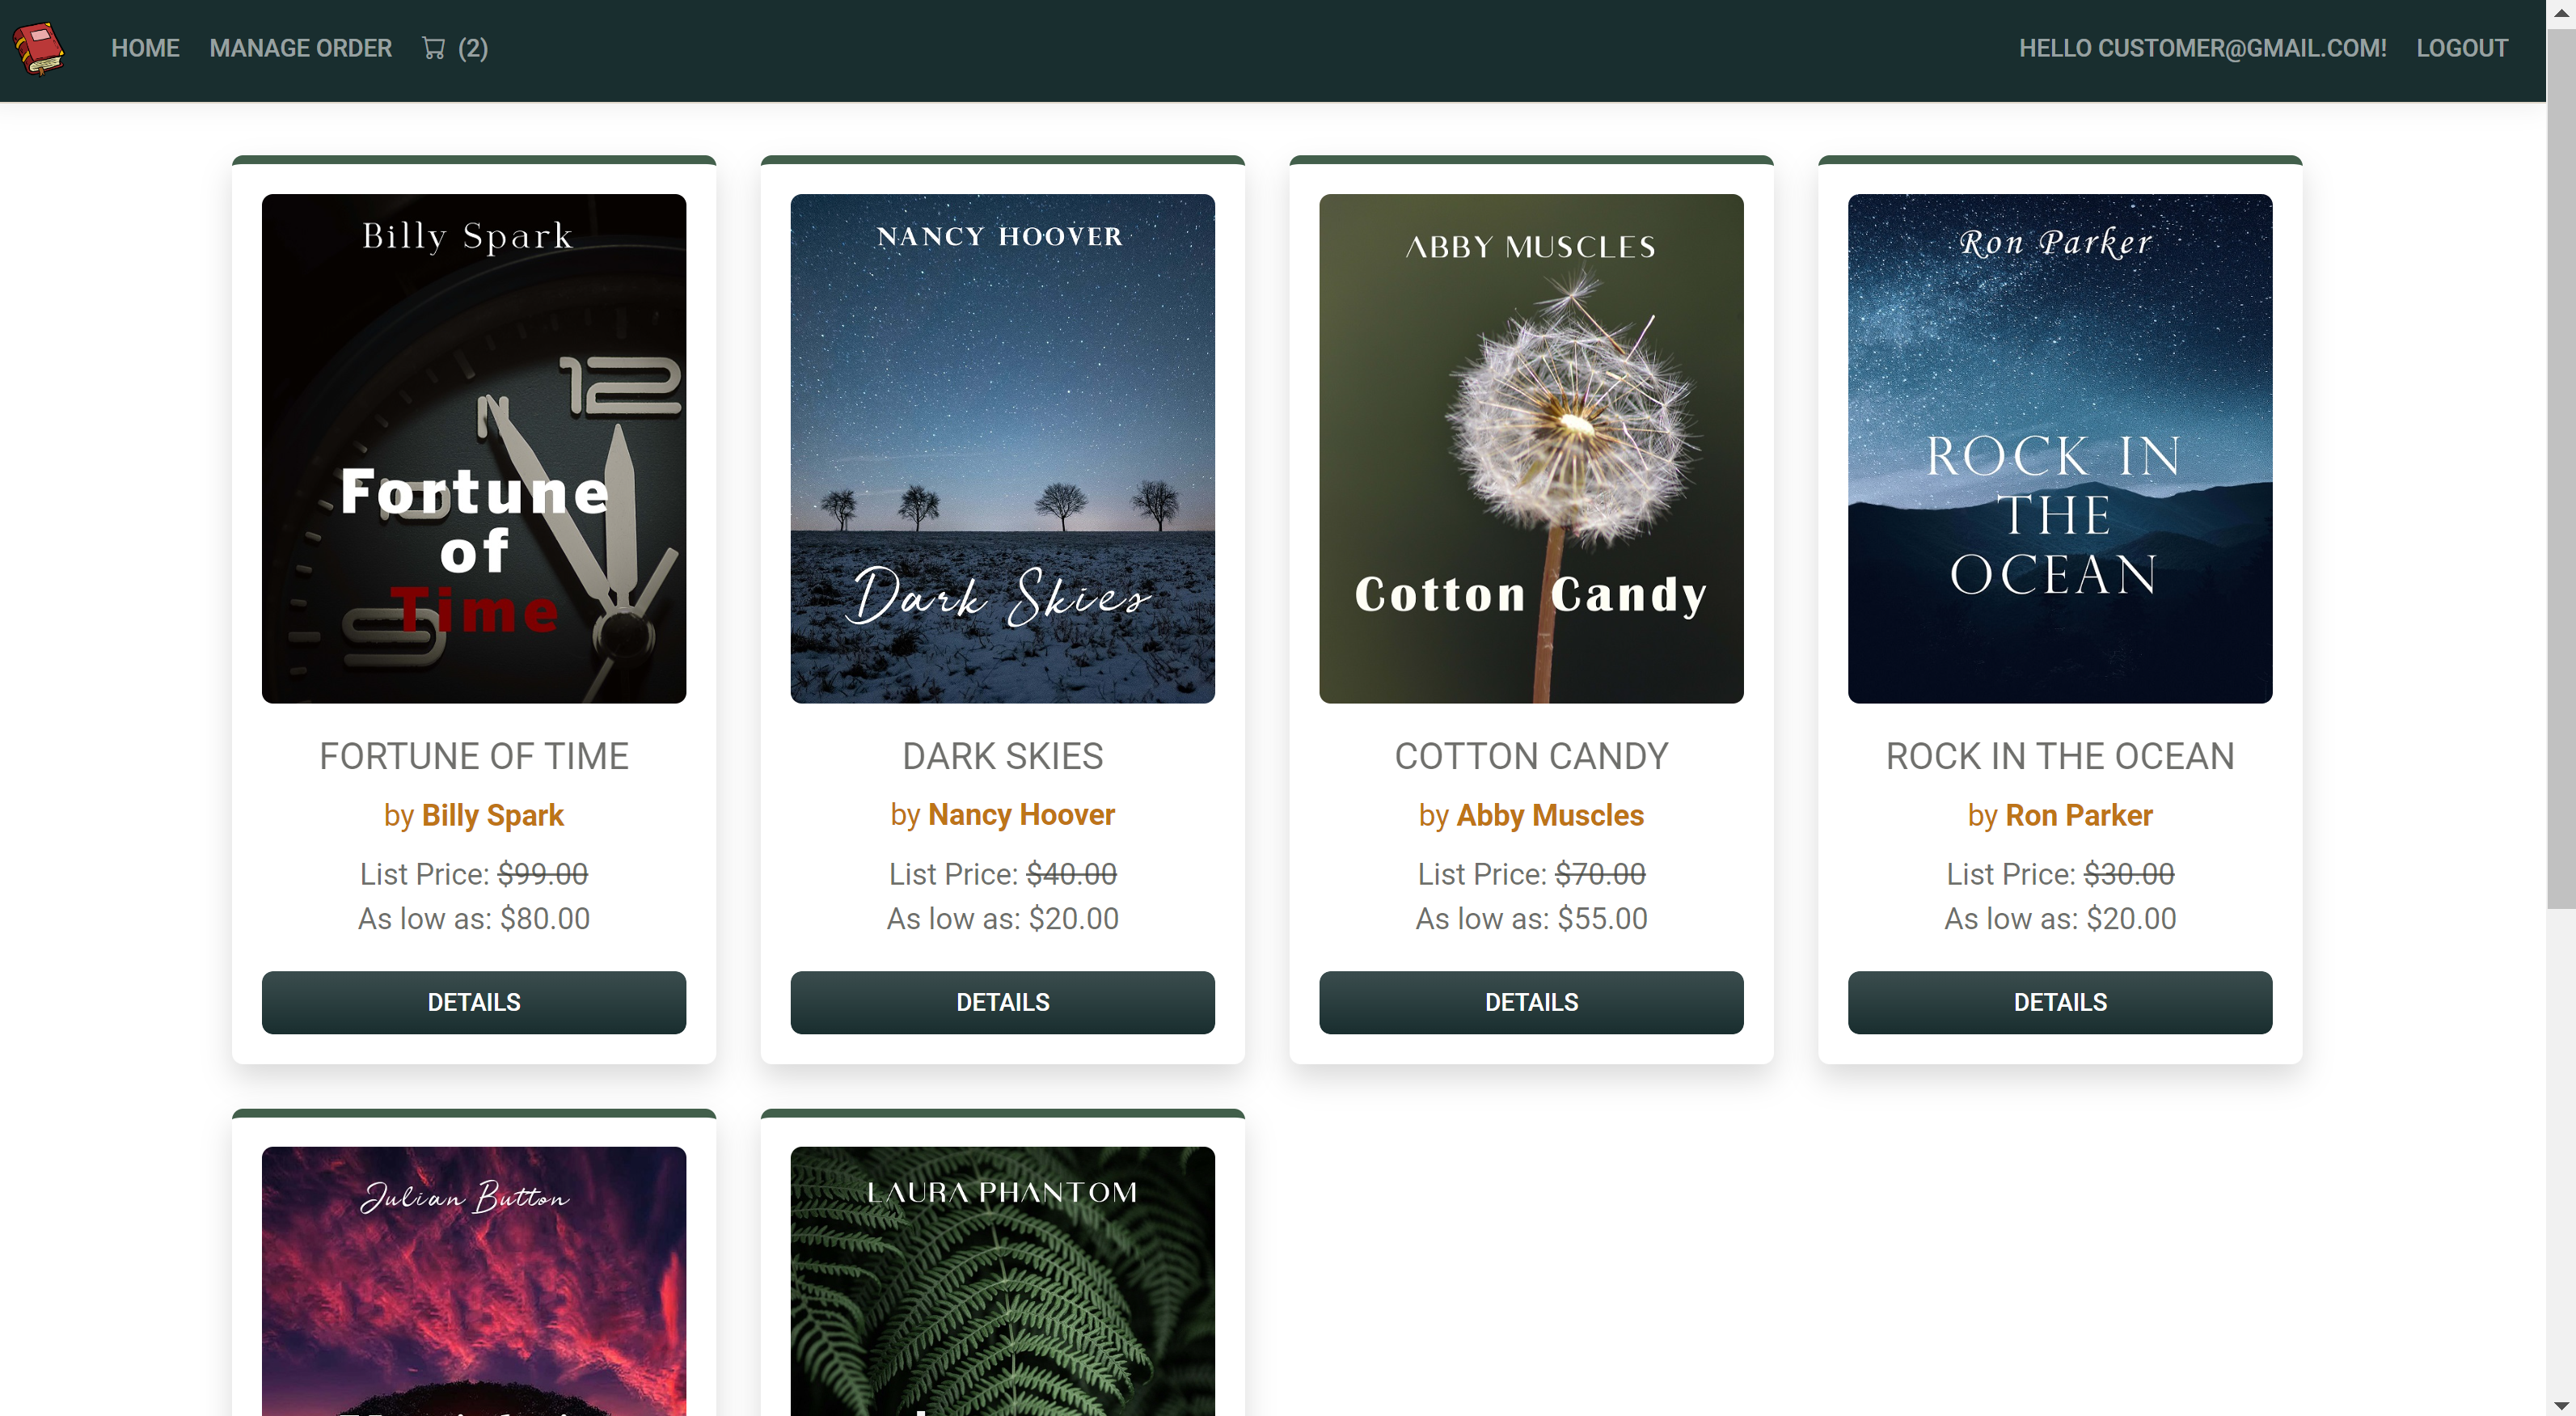 HOME MANAGE ORDER (2) HELLO CUSTOMER@GMAIL.COM! LOGOUT
Billy Spark
12
Fortune
of
Time
9
FORTUNE OF TIME
by Billy Spark
List Price: $99.00
As low as: $80.00
DETAILS
NANCY HOOVER
Dark Skies
DARK SKIES
by Nancy Hoover
List Price: $40.00
As low as: $20.00
DETAILS
ABBY MUSCLES
Cotton Candy
COTTON CANDY
by Abby Muscles
List Price: $70.00
As low as: $55.00
DETAILS
Ron Parker
ROCK IN
THE
OCEAN
ROCK IN THE OCEAN
by Ron Parker
List Price: $30.00
As low as: $20.00
DETAILS
Julian Button
LAURA PHANTOM